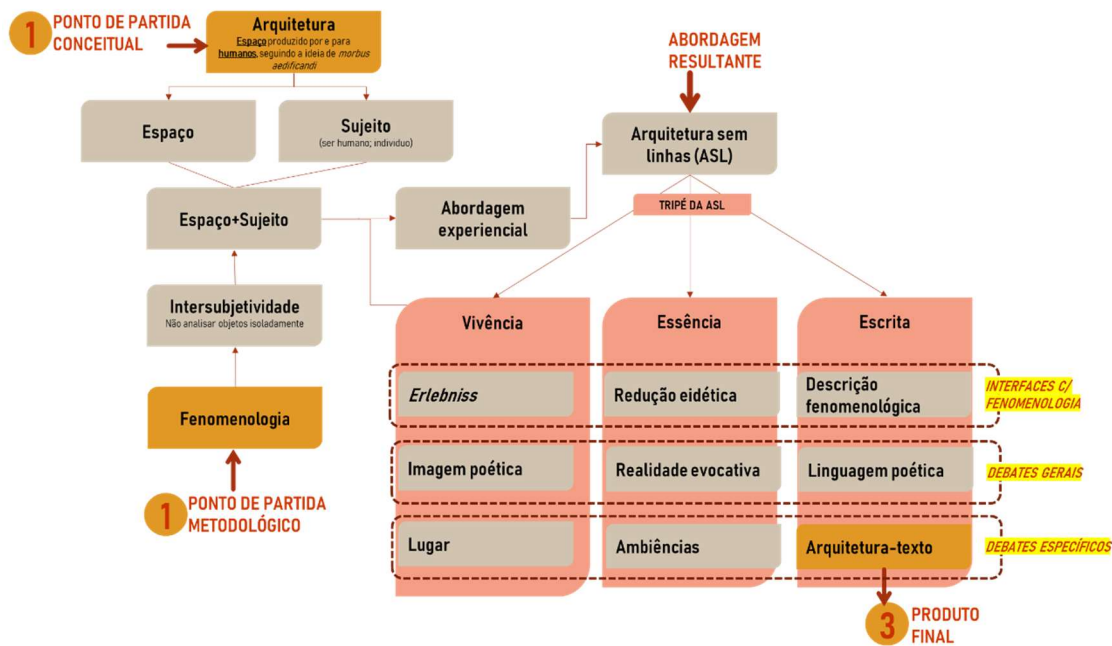 1
PONTO DE PARTIDA
CONCEITUAL
Arquitetura
Espaço produzido por e para
humanos, seguindo a ideia de morbus
aedificandi
ABORDAGEM
RESULTANTE
Espaço
Sujeito
(ser humano; individuo)
Arquitetura sem
linhas (ASL)
TRIPÉ DA ASL
Espaço+Sujeito
Abordagem
experiencial
Intersubjetividade
Não analisar objetos isoladamente
Fenomenologia
1
PONTO DE PARTIDA
METODOLÓGICO
Vivência
Essência
Escrita
Erlebniss
Redução eidética
Descrição
fenomenológica
INTERFACES C/
FENOMENOLOGIA
Imagem poética
Realidade evocativa
Linguagem poética
DEBATES GERAIS
Lugar
Ambiências
Arquitetura-texto
DEBATES ESPECÍFICOS
3
PRODUTO
FINAL